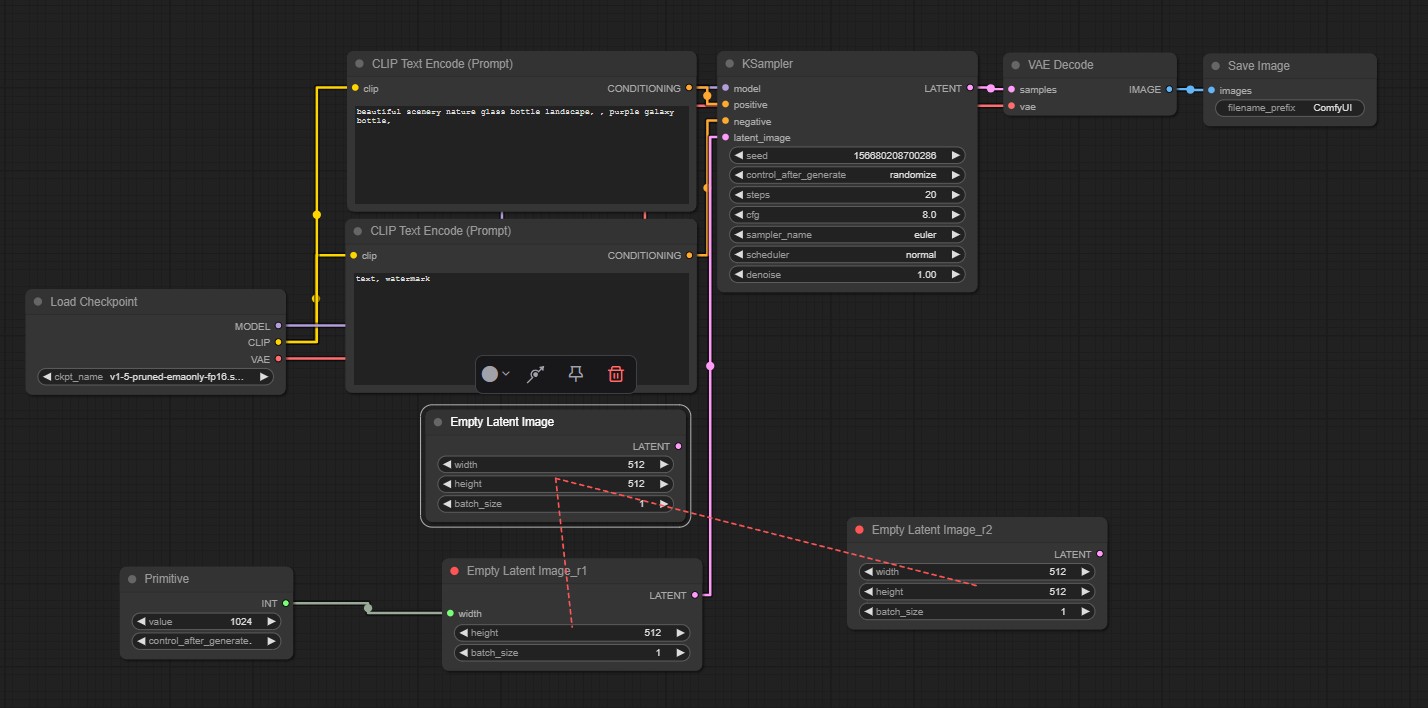 CLIP Text Encode (Prompt)
clip
CONDITIONING
beautiful scenery nature glass bottle landscape, , purple galaxy
bottle,
CLIP Text Encode (Prompt)
clip
CONDITIONING
text, watermark
Load Checkpoint
MODEL
CLIP
VAE
ckpt_name v1-5-pruned-emaonly-fp16.s...
KSampler
model
LATENT
positive
negative
latent_image
seed 156680208700286
control_after_generate randomize
steps 20
cfg 8.0
sampler_name euler
scheduler normal
denoise 1.00
VAE Decode
samples
IMAGE
vae
Save Image
images
filename_prefix ComfyUI
Empty Latent Image
LATENT
width 512
height 512
batch_size 1
Primitive
INT
value 1024
control_after_generate.
Empty Latent Image_r1
LATENT
width
height 512
batch_size 1
Empty Latent Image_r2
LATENT
width 512
height 512
batch_size 1